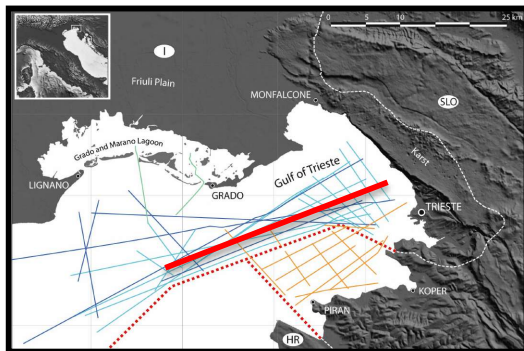 0 5 10 25 km
I
Friuli Plain
MONFALCONE
SLO
Grado and Marano Lagoon
Karst
Gulf of Trieste
LIGNANO
GRADO
TRIESTE
KOPER
PIRAN
HR